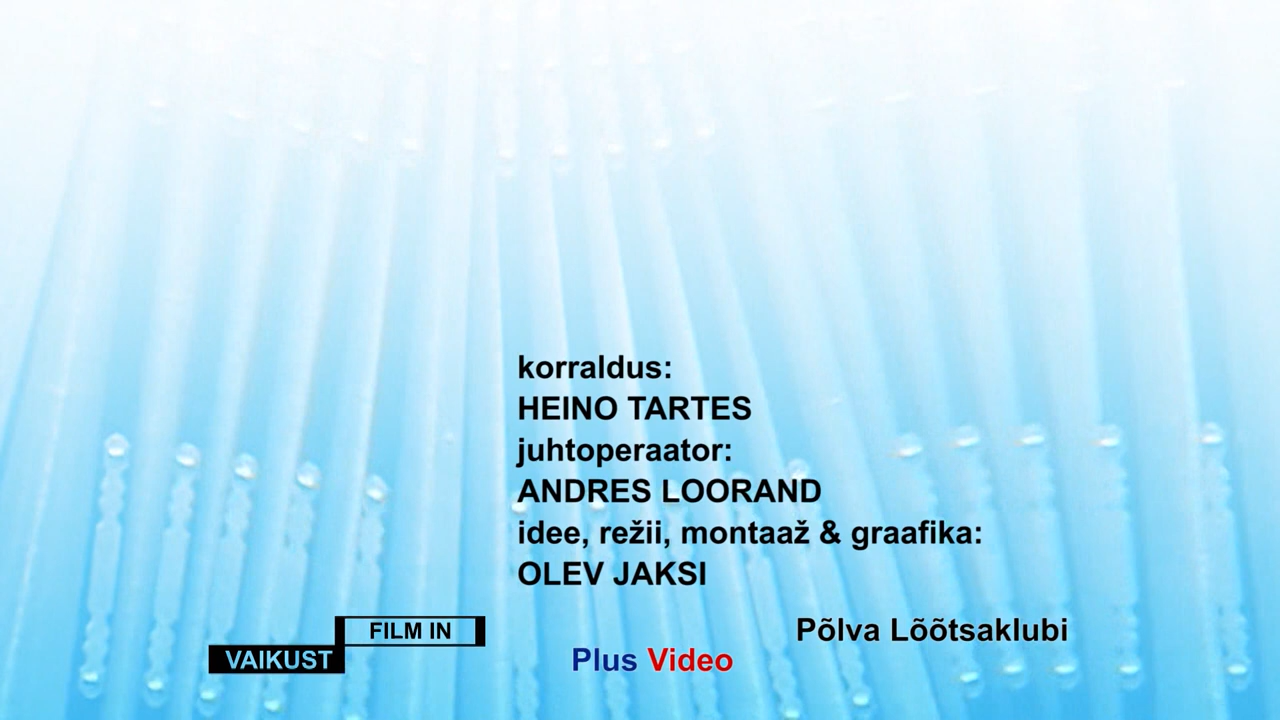 korraldus:
HEINO TARTES
juhtoperaator:
ANDRES LOORAND
idee, režii, montaaž & graafika:
OLEV JAKSI
FILM IN
VAIKUST
Plus Video
Põlva Lõõtsaklubi